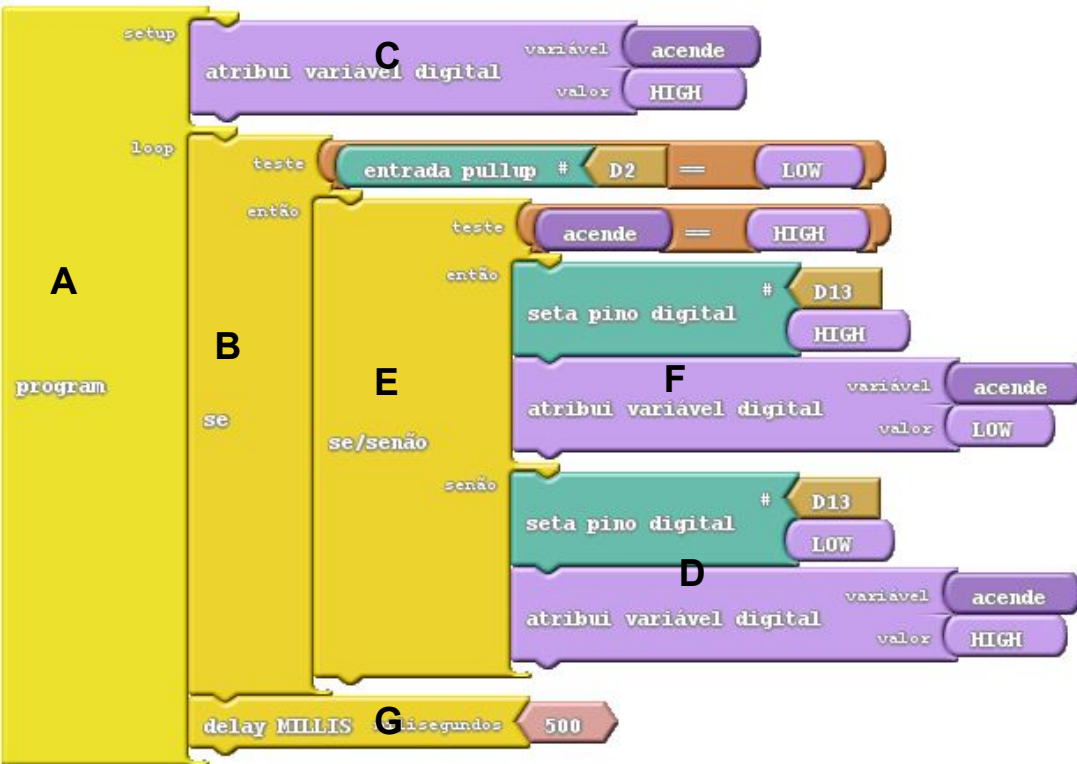 setup
C
atribui variável digital
variável acende
valor HIGH
loop
teste entrada pullup # D2 == LOW
então
teste acende == HIGH
então
A
B
E
program
se
se/senão
seta pino digital # D13
HIGH
F
atribui variável digital
variável acende
valor LOW
senão
seta pino digital # D13
LOW
D
atribui variável digital
variável acende
valor HIGH
delay MILLIS G 500